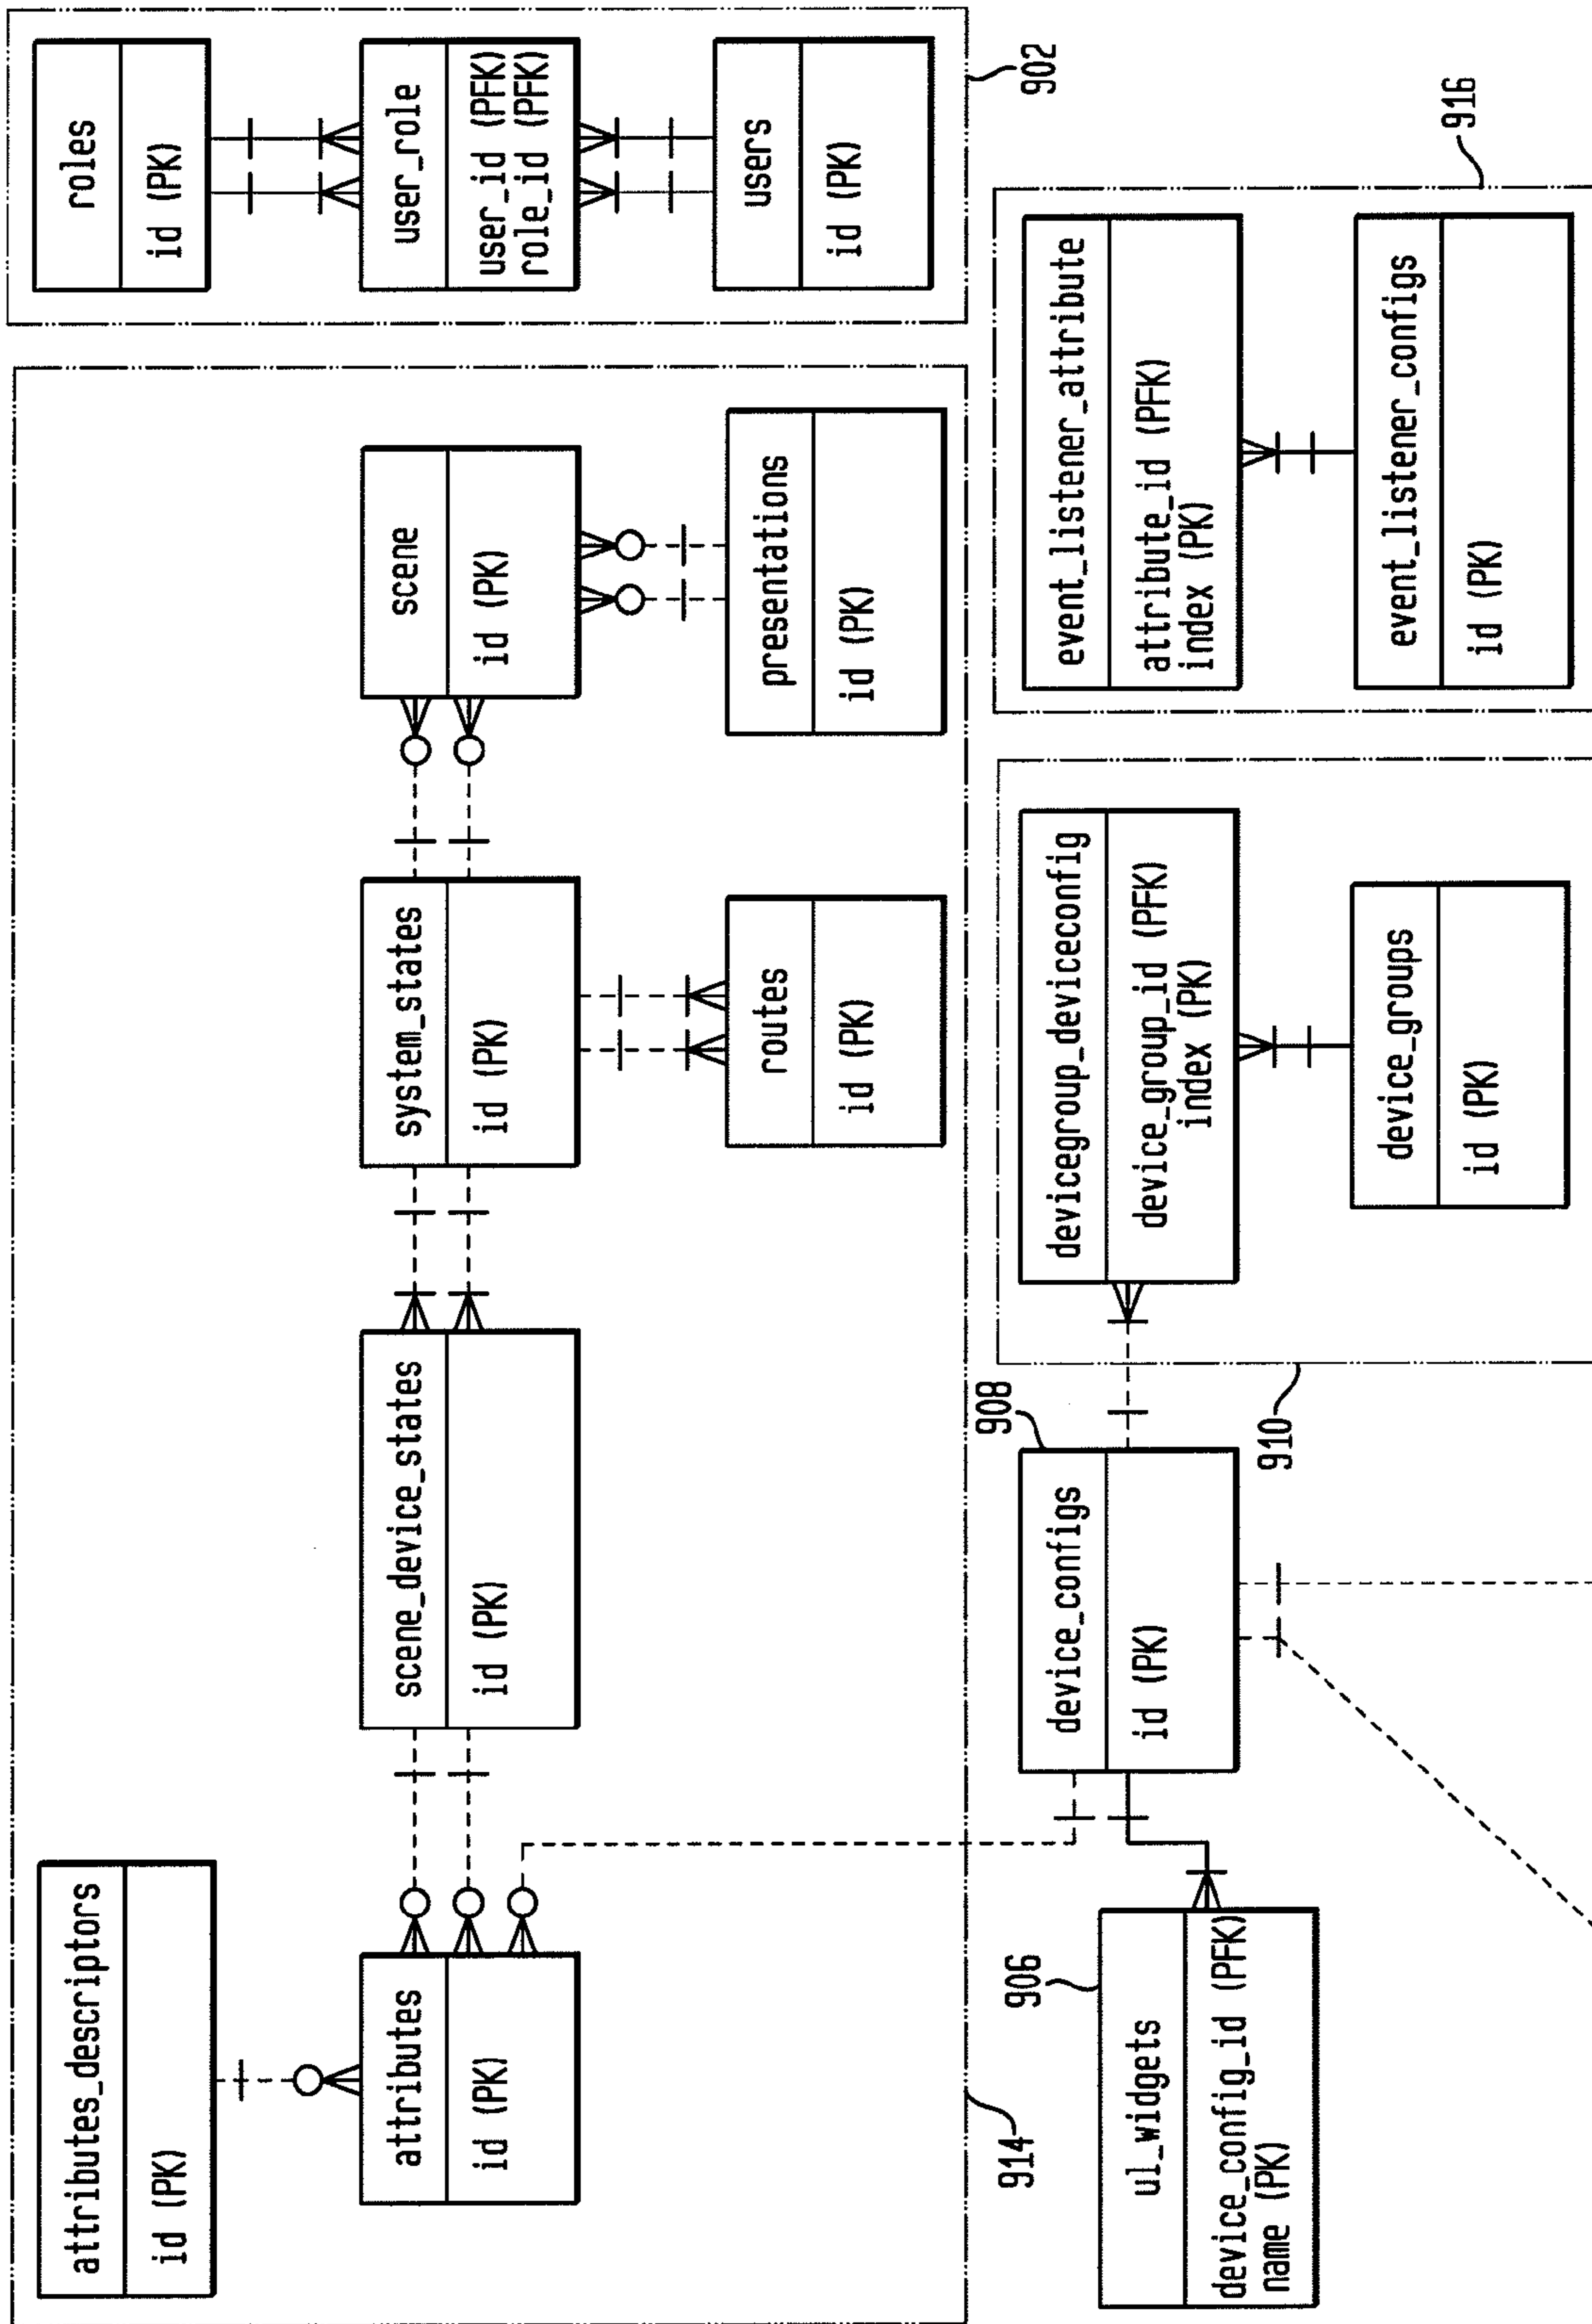 attributes_descriptors
id (PK)
attributes
id (PK)
scene_device_states
id (PK)
system_states
id (PK)
scene
id (PK)
routes
id (PK)
presentations
id (PK)
914
roles
id (PK)
user_role
user_id (PFK)
role_id (PFK)
users
id (PK)
902
906
ul_widgets
device_config_id (PFK)
name (PK)
908
device_configs
id (PK)
910
devicegroup_deviceconfig
device_group_id (PFK)
index (PK)
device_groups
id (PK)
event_listener_attribute
attribute_id (PFK)
index (PK)
event_listener_configs
id (PK)
916